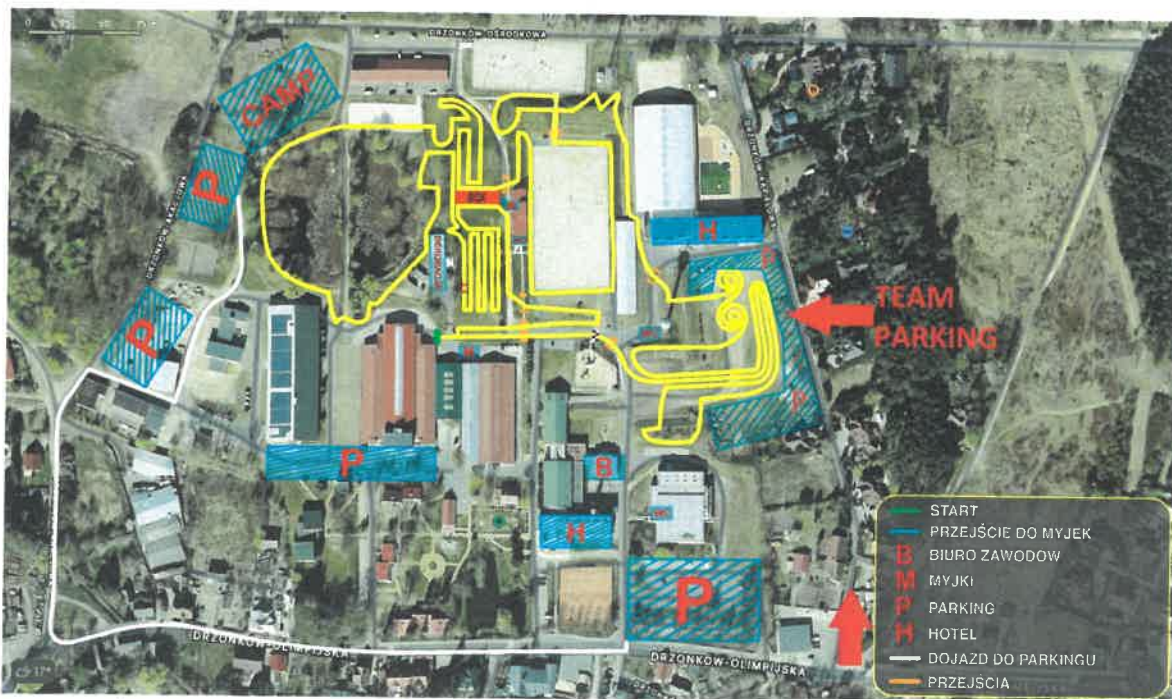 DRZONKÓW-OŚRODKOWA
CAMP
P
P
P
H
P
TEAM
PARKING
P
P
B
H
P
DRZONKÓW-OLIMPIJSKA
DRZONKÓW-OLIMPIJSKA
START
PRZEJŚCIE DO MYJEK
B BIURO ZAWODOW
M MYJKI
P PARKING
H HOTEL
DOJAZD DO PARKINGU
PRZEJŚCIA